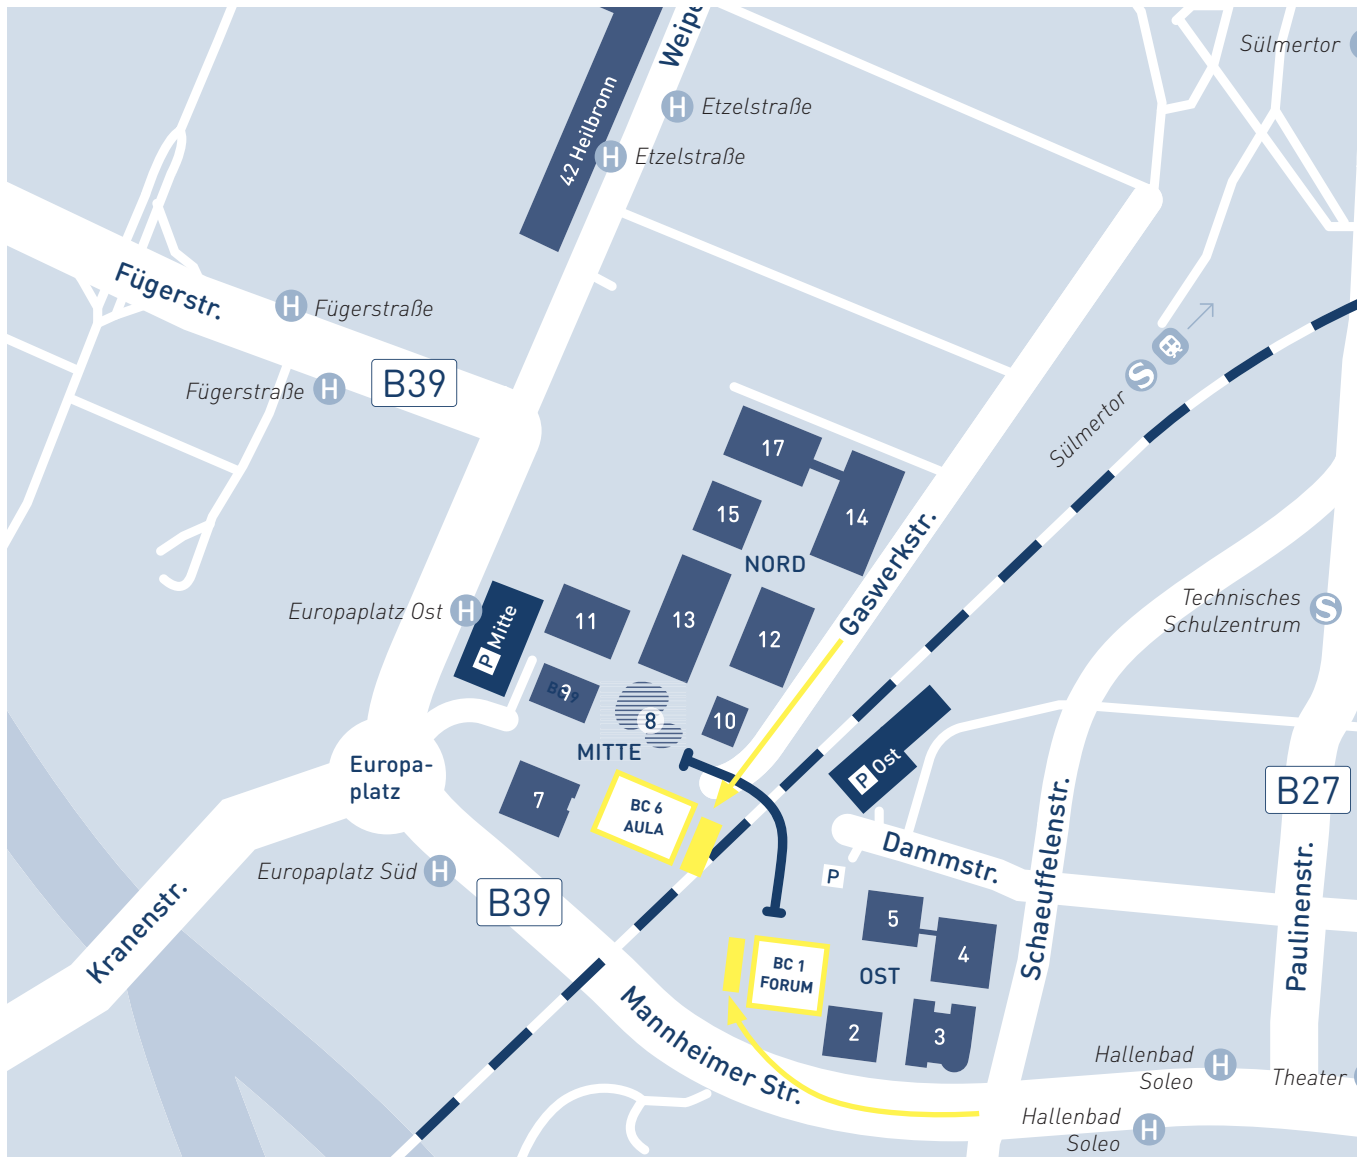 Sülmertor
H
Weipe
H Etzelstraße
42 Heilbronn
H Etzelstraße
Fügerstr.
H Fügerstraße
Fügerstraße H
B39
Sülmertor S
17
15
14
NORD
Gaswerkstr.
Europaplatz Ost H
P Mitte
11
13
12
Technisches
Schulzentrum
S
9
8
10
MITTE
Europa-
platz
P Ost
7
BC 6
AULA
B27
Dammstr.
Europaplatz Süd H
B39
P
5
4
Kranenstr.
Schaeuffelenstr.
Paulinenstr.
BC 1
FORUM
OST
2
3
Mannheimer Str.
Hallenbad
Soleo
H
Theater
Hallenbad
Soleo
H